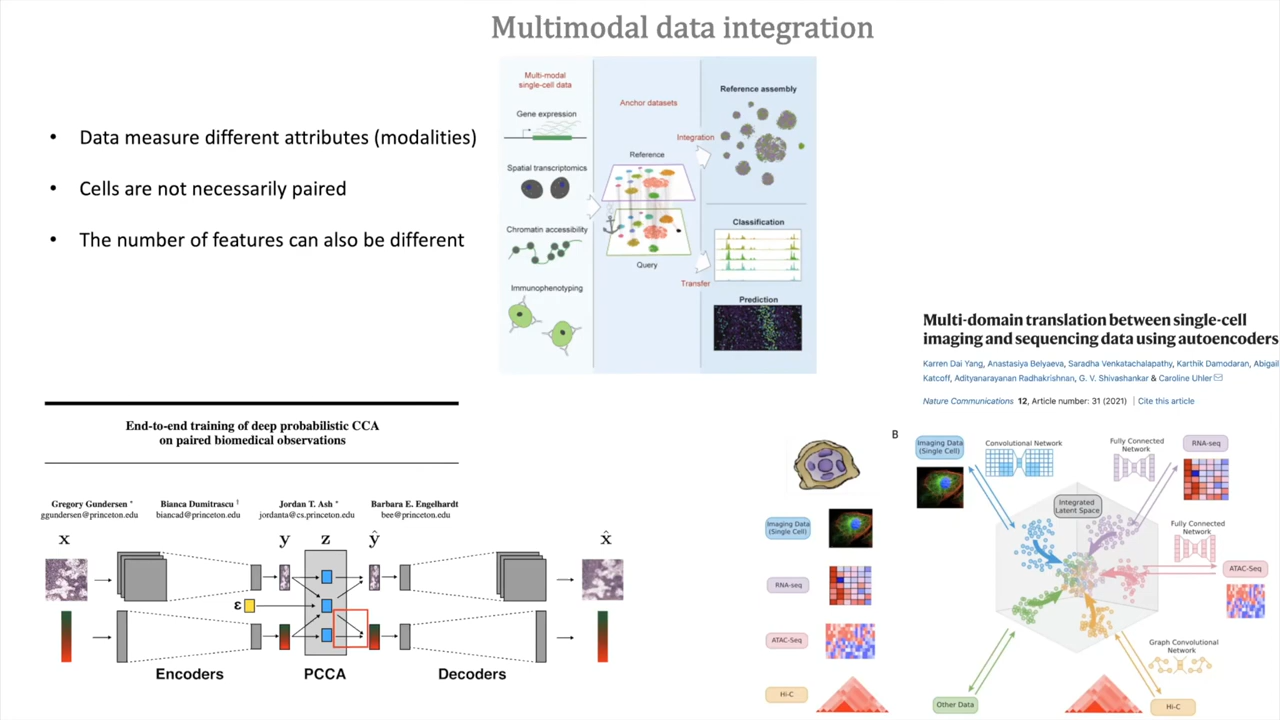 Multimodal data integration
• Data measure different attributes (modalities)
• Cells are not necessarily paired
• The number of features can also be different
Multi-modal
single-cell data
Gene expression
Spatial transcriptomics
Chromatin accessibility
Immunophenotyping
Anchor datasets
Reference
Query
Integration
Transfer
Reference assembly
Classification
Prediction
End-to-end training of deep probabilistic CCA
on paired biomedical observations
Gregory Gundersen * Bianca Dumitrascu † Jordan T. Ash * Barbara E. Engelhardt
ggundersen@princeton.edu biancad@princeton.edu jordanta@cs.princeton.edu bee@princeton.edu
x y z ŷ x̂
ε
Encoders PCCA Decoders
Multi-domain translation between single-cell
imaging and sequencing data using autoencoders
Karren Dai Yang, Anastasiya Belyaeva, Saradha Venkatachalapathy, Karthik Damodaran, Abigail
Katcoff, Adityanarayanan Radhakrishnan, G. V. Shivashankar & Caroline Uhler
Nature Communications 12, Article number: 31 (2021) | Cite this article
Imaging Data
(Single Cell)
RNA-seq
ATAC-Seq
Hi-C
B
Imaging Data
(Single Cell)
Convolutional Network
Fully Connected
Network
RNA-seq
Integrated
Latent Space
Fully Connected
Network
ATAC-Seq
Graph Convolutional
Network
Other Data
Hi-C